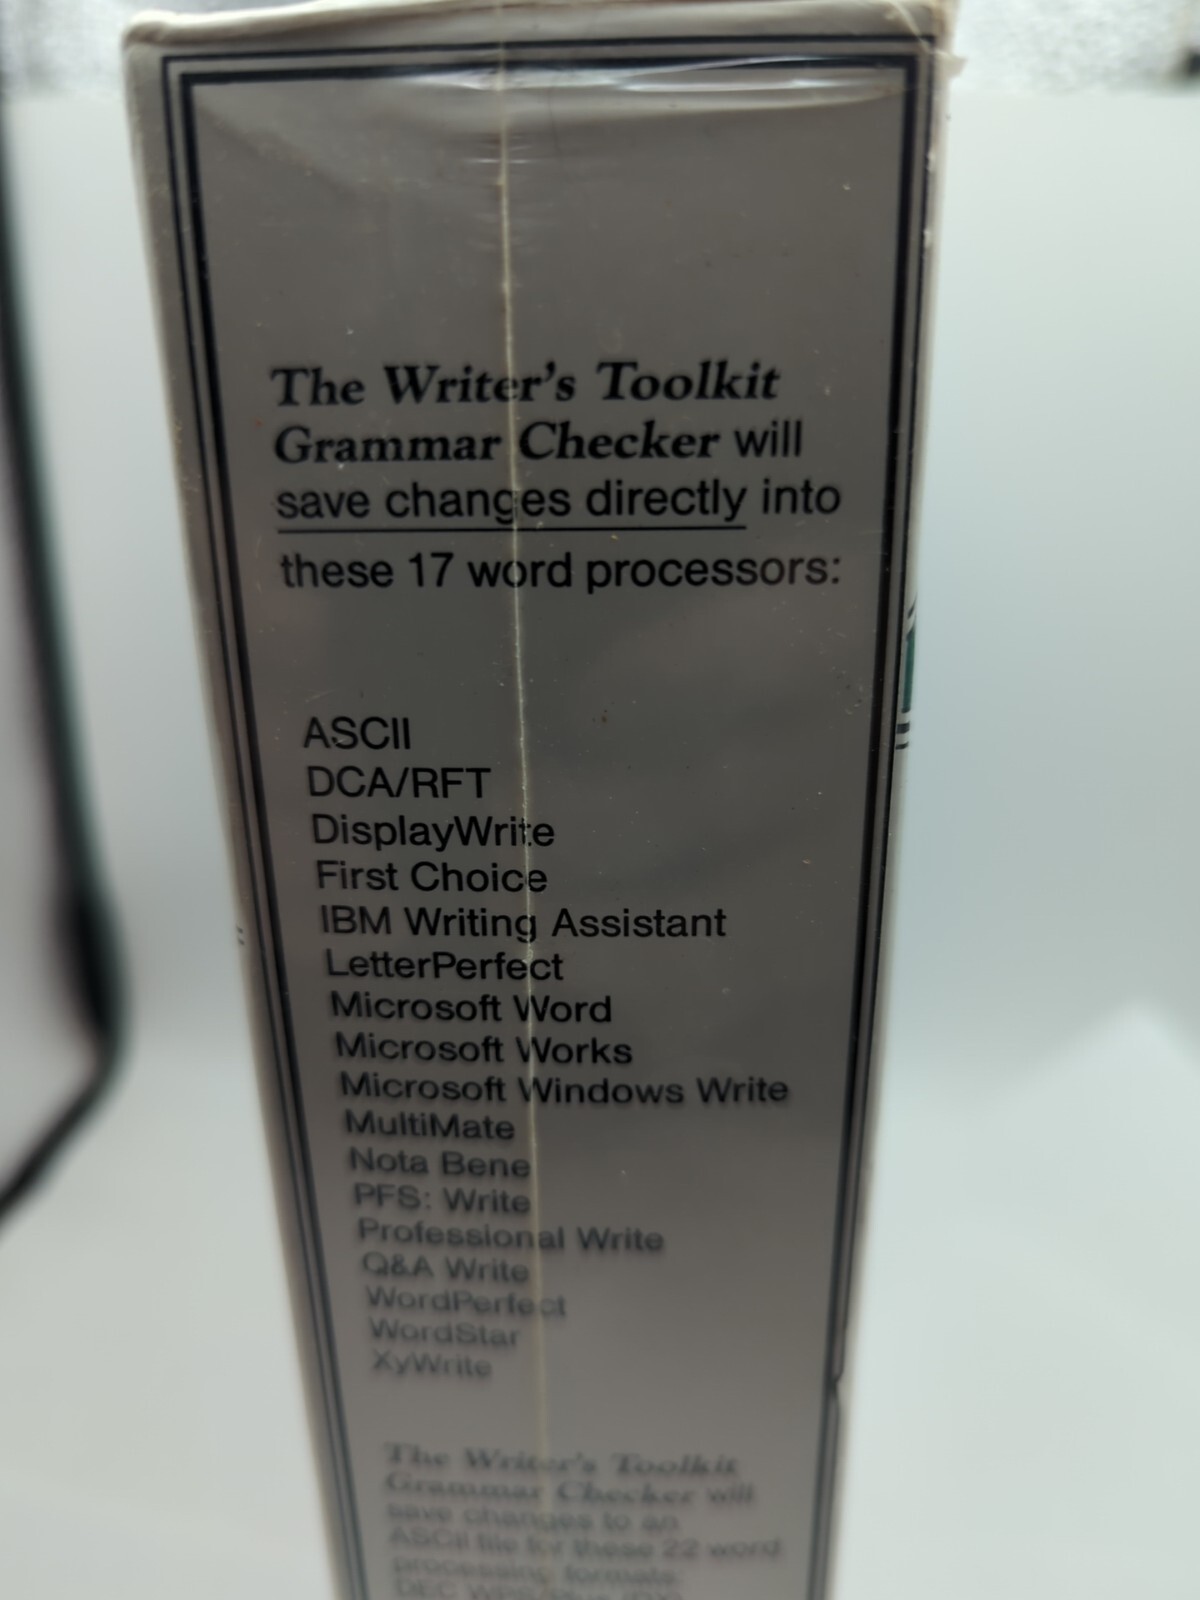 The Writer's Toolkit
Grammar Checker will
save changes directly into
these 17 word processors:
ASCII
DCA/RFT
DisplayWrite
First Choice
IBM Writing Assistant
LetterPerfect
Microsoft Word
Microsoft Works
Microsoft Windows Write
MultiMate
Nota Bene
PFS: Write
Professional Write
Q&A Write
WordPerfect
WordStar
XyWrite
The Writer's Toolkit
Grammar Checker will
save changes to an
ASCII file for these 22 word
processing formats:
DEC